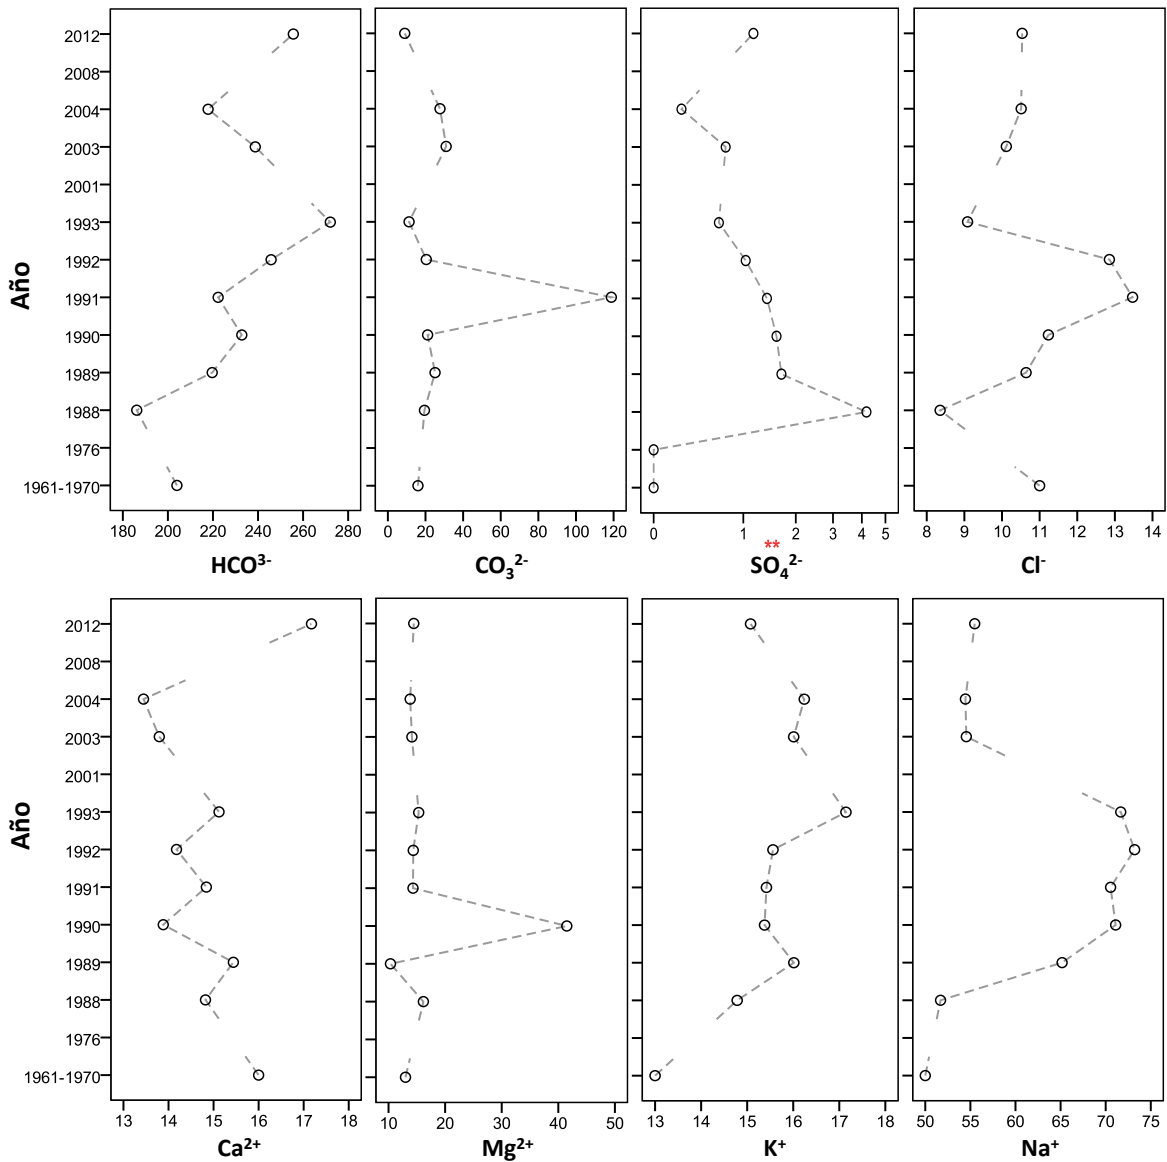 2012
2008
2004
2003
2001
1993
1992
1991
1990
1989
1988
1976
1961-1970
Año
180 200 220 240 260 280
0 20 40 60 80 100 120
0 1 2 3 4 5
8 9 10 11 12 13 14
**
HCO³⁻
CO₃²⁻
SO₄²⁻
Cl⁻
2012
2008
2004
2003
2001
1993
1992
1991
1990
1989
1988
1976
1961-1970
Año
13 14 15 16 17 18
10 20 30 40 50
13 14 15 16 17 18
50 55 60 65 70 75
Ca²⁺
Mg²⁺
K⁺
Na⁺